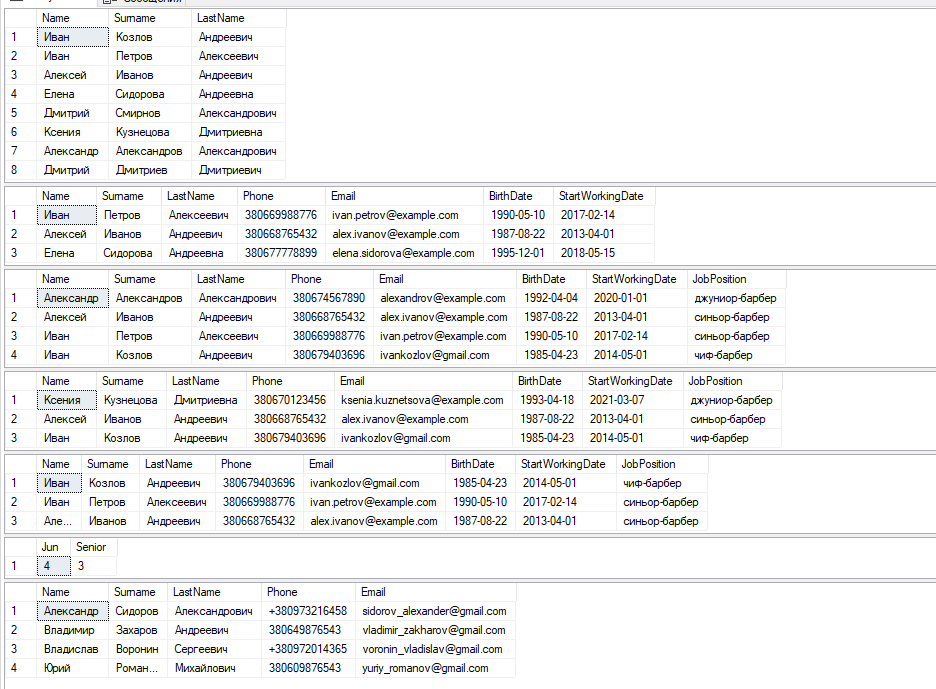 Сообщения
Name Surname LastName
1 Иван Козлов Андреевич
2 Иван Петров Алексеевич
3 Алексей Иванов Андреевич
4 Елена Сидорова Андреевна
5 Дмитрий Смирнов Александрович
6 Ксения Кузнецова Дмитриевна
7 Александр Александров Александрович
8 Дмитрий Дмитриев Дмитриевич
Name Surname LastName Phone Email BirthDate StartWorkingDate
1 Иван Петров Алексеевич 380669988776 ivan.petrov@example.com 1990-05-10 2017-02-14
2 Алексей Иванов Андреевич 380668765432 alex.ivanov@example.com 1987-08-22 2013-04-01
3 Елена Сидорова Андреевна 380677778899 elena.sidorova@example.com 1995-12-01 2018-05-15
Name Surname LastName Phone Email BirthDate StartWorkingDate JobPosition
1 Александр Александров Александрович 380674567890 alexandrov@example.com 1992-04-04 2020-01-01 джуниор-барбер
2 Алексей Иванов Андреевич 380668765432 alex.ivanov@example.com 1987-08-22 2013-04-01 синьор-барбер
3 Иван Петров Алексеевич 380669988776 ivan.petrov@example.com 1990-05-10 2017-02-14 синьор-барбер
4 Иван Козлов Андреевич 380679403696 ivankozlov@gmail.com 1985-04-23 2014-05-01 чиф-барбер
Name Surname LastName Phone Email BirthDate StartWorkingDate JobPosition
1 Ксения Кузнецова Дмитриевна 380670123456 ksenia.kuznetsova@example.com 1993-04-18 2021-03-07 джуниор-барбер
2 Алексей Иванов Андреевич 380668765432 alex.ivanov@example.com 1987-08-22 2013-04-01 синьор-барбер
3 Иван Козлов Андреевич 380679403696 ivankozlov@gmail.com 1985-04-23 2014-05-01 чиф-барбер
Name Surname LastName Phone Email BirthDate StartWorkingDate JobPosition
1 Иван Козлов Андреевич 380679403696 ivankozlov@gmail.com 1985-04-23 2014-05-01 чиф-барбер
2 Иван Петров Алексеевич 380669988776 ivan.petrov@example.com 1990-05-10 2017-02-14 синьор-барбер
3 Але... Иванов Андреевич 380668765432 alex.ivanov@example.com 1987-08-22 2013-04-01 синьор-барбер
Jun Senior
1 4 3
Name Surname LastName Phone Email
1 Александр Сидоров Александрович +380973216458 sidorov_alexander@gmail.com
2 Владимир Захаров Андреевич 380649876543 vladimir_zakharov@gmail.com
3 Владислав Воронин Сергеевич +380972014365 voronin_vladislav@gmail.com
4 Юрий Роман... Михайлович 380609876543 yuriy_romanov@gmail.com